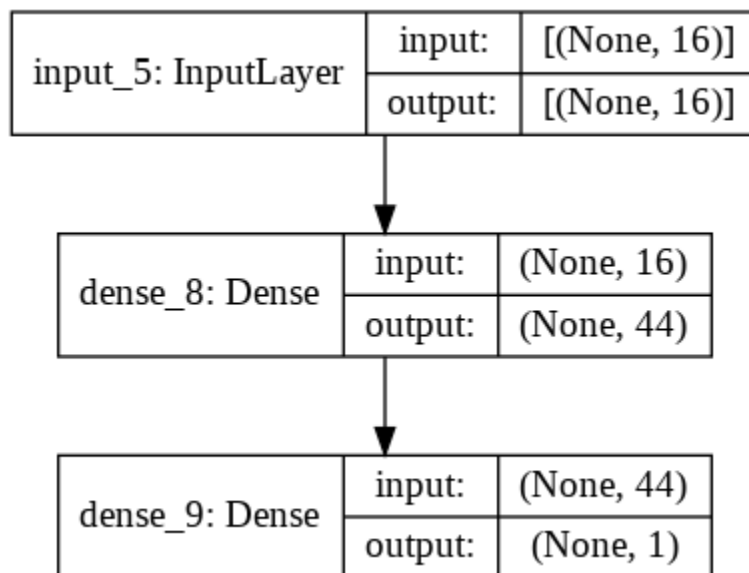 input_5: InputLayer
input:
[(None, 16)]
output:
[(None, 16)]
dense_8: Dense
input:
(None, 16)
output:
(None, 44)
dense_9: Dense
input:
(None, 44)
output:
(None, 1)